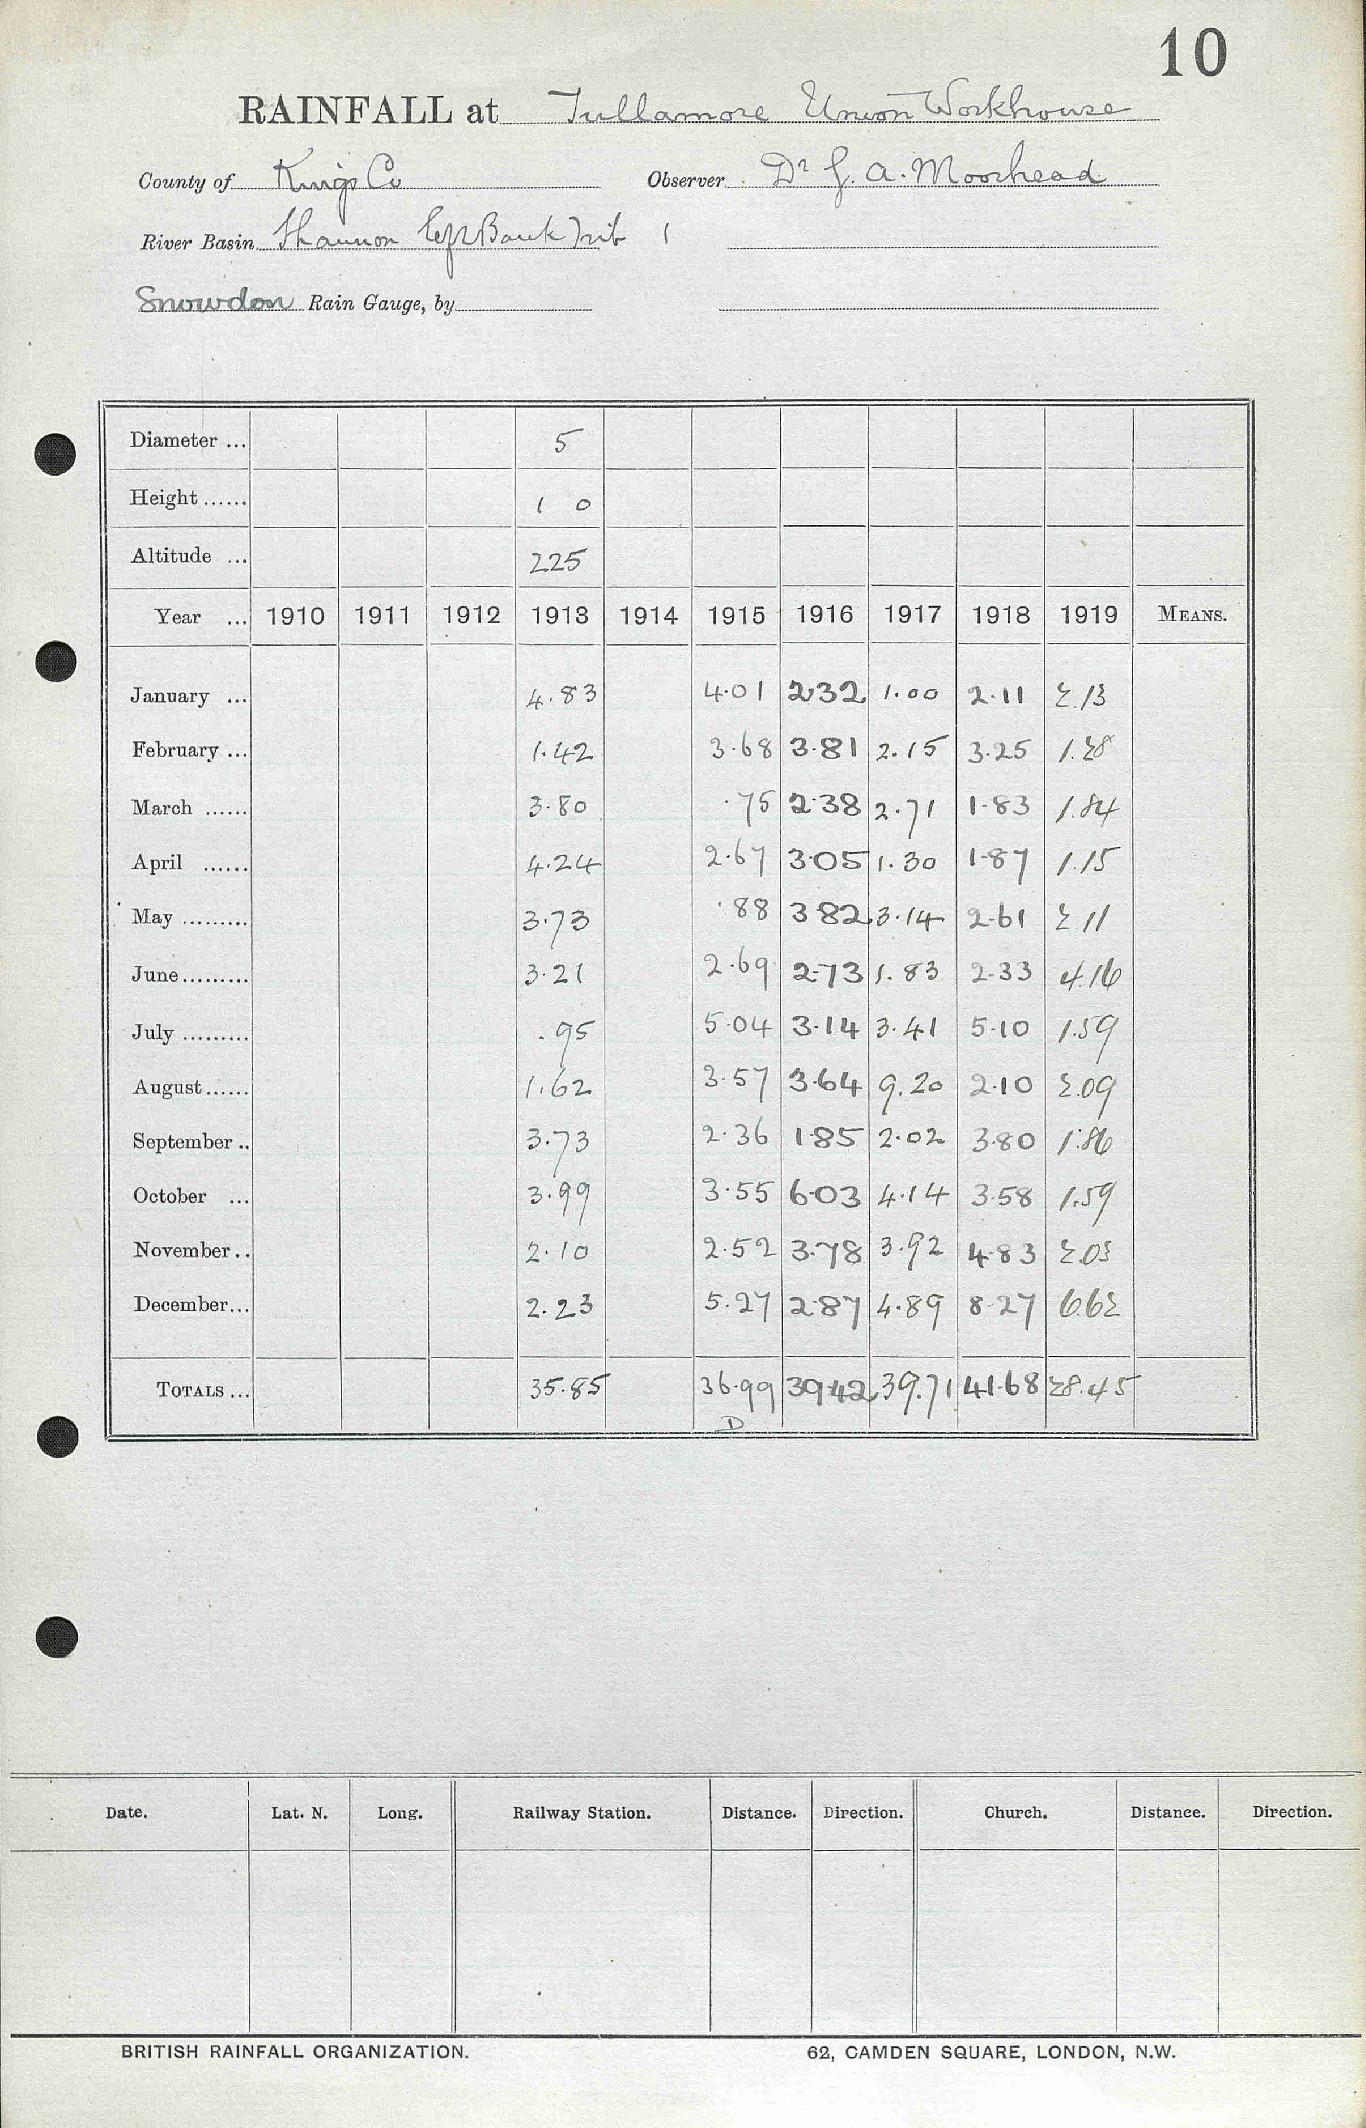 10
RAINFALL at Tullamore Union Workhouse
County of Kings Co Observer Dr G. A. Moorhead
River Basin Shannon Left Bank Trib 1
Snowdon Rain Gauge, by
Diameter ... 5
Height ...... 1 0
Altitude ... 225
Year ... 1910 1911 1912 1913 1914 1915 1916 1917 1918 1919 MEANS.
January ... 4.83 4.01 2.32 1.00 2.11 2.13
February ... 1.42 3.68 3.81 2.15 3.25 1.28
March ...... 3.80 .75 2.38 2.71 1.83 1.84
April ...... 4.24 2.67 3.05 1.30 1.87 1.15
May ......... 3.73 .88 3.82 3.14 2.61 2.11
June......... 3.21 2.69 2.73 1.83 2.33 4.16
July ......... .95 5.04 3.14 3.41 5.10 1.59
August...... 1.62 3.57 3.64 9.20 2.10 2.09
September .. 3.73 2.36 1.85 2.02 3.80 1.86
October ... 3.99 3.55 6.03 4.14 3.58 1.59
November .. 2.10 2.52 3.78 3.92 4.83 2.03
December... 2.23 5.27 2.87 4.89 8.27 6.62
TOTALS ... 35.85 36.99 39.42 39.71 41.68 28.45
D
Date. Lat. N. Long. Railway Station. Distance. Direction. Church. Distance. Direction.
BRITISH RAINFALL ORGANIZATION. 62, CAMDEN SQUARE, LONDON, N.W.